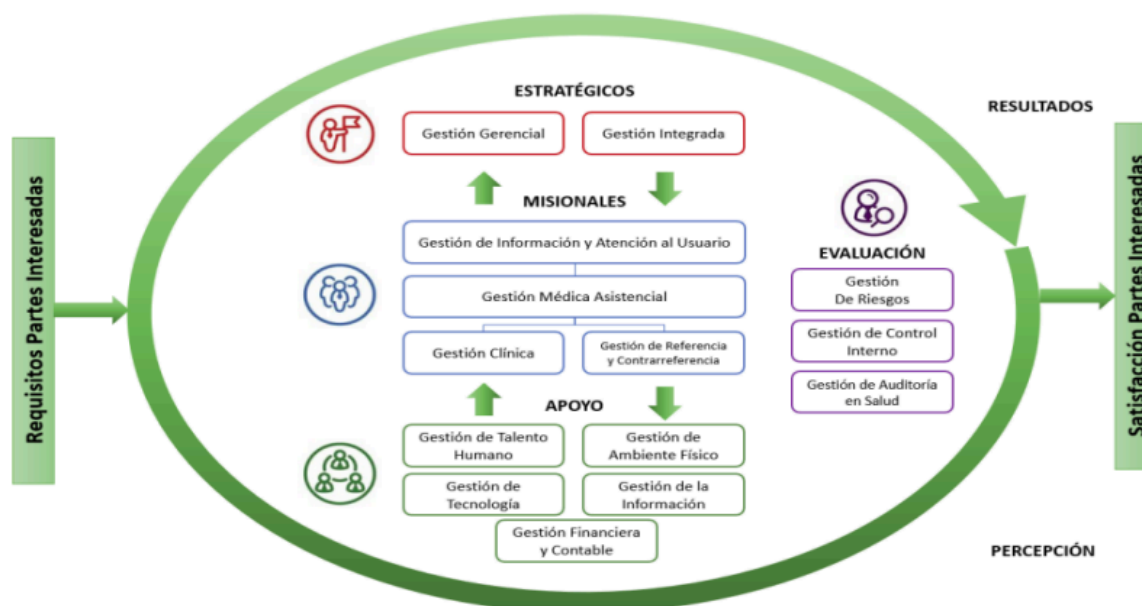 Requisitos Partes Interesadas
ESTRATÉGICOS
Gestión Gerencial
Gestión Integrada
MISIONALES
Gestión de Información y Atención al Usuario
Gestión Médica Asistencial
Gestión Clínica
Gestión de Referencia
y Contrarreferencia
APOYO
Gestión de Talento
Humano
Gestión de
Ambiente Físico
Gestión de
Tecnología
Gestión de la
Información
Gestión Financiera
y Contable
EVALUACIÓN
Gestión
De Riesgos
Gestión de Control
Interno
Gestión de Auditoría
en Salud
RESULTADOS
PERCEPCIÓN
Satisfacción Partes Interesadas